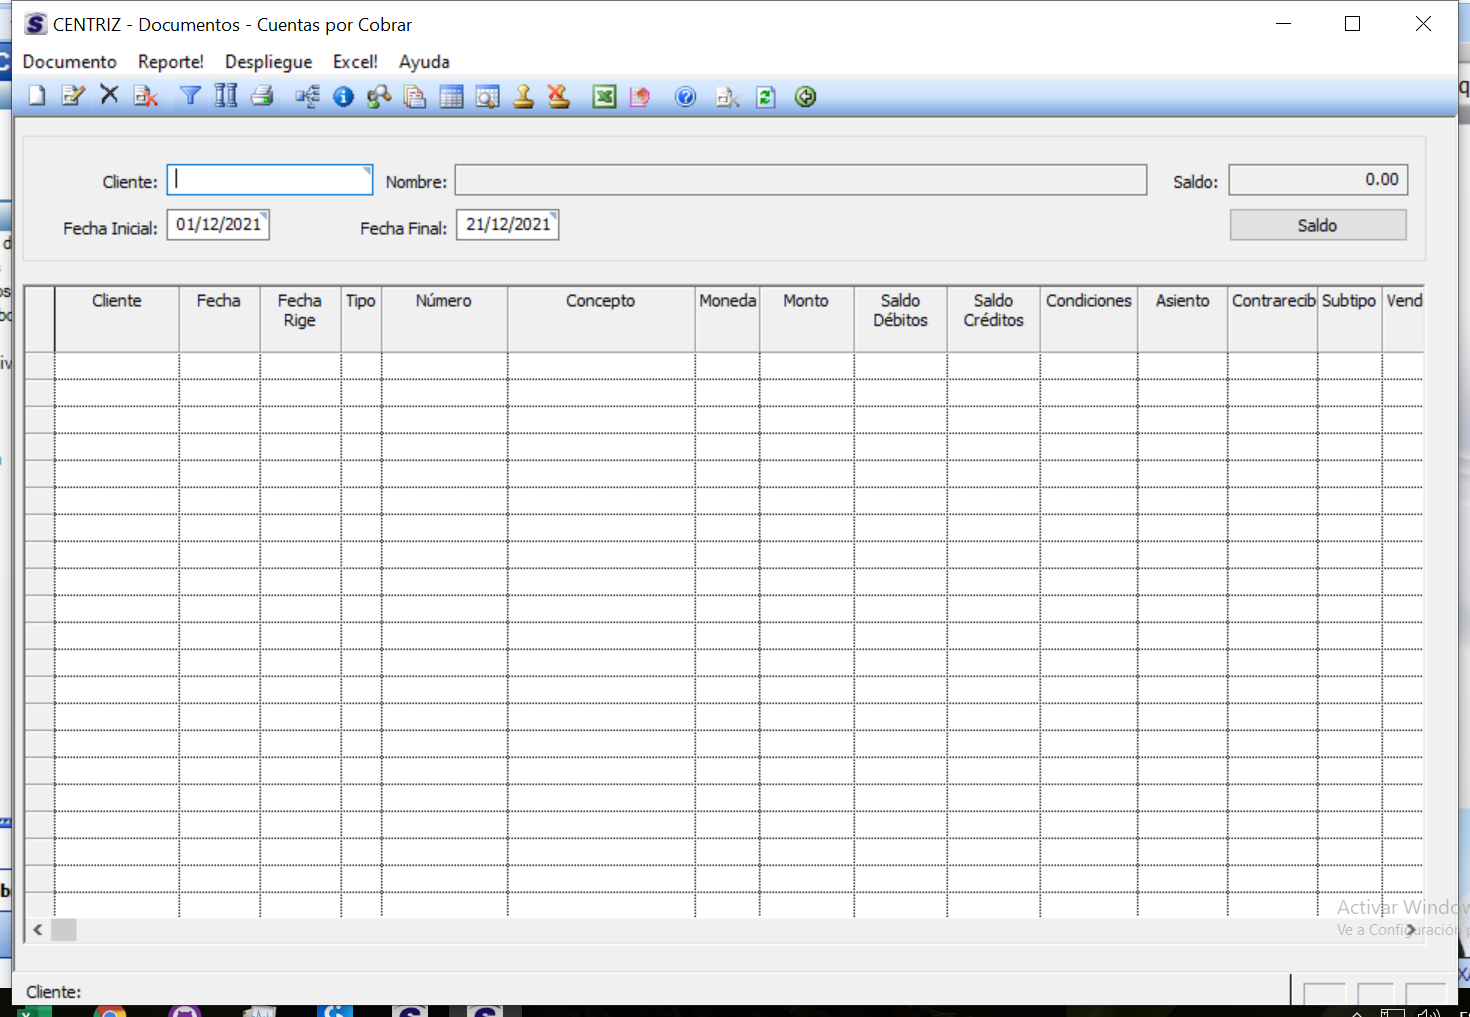 CENTRIZ - Documentos - Cuentas por Cobrar
Documento Reporte! Despliegue Excel! Ayuda
Cliente: Nombre: Saldo: 0.00
Fecha Inicial: 01/12/2021 Fecha Final: 21/12/2021 Saldo
Cliente Fecha Fecha Rige Tipo Número Concepto Moneda Monto Saldo Débitos Saldo Créditos Condiciones Asiento Contrarecib Subtipo Vend
Activar Window
Ve a Configuración p
Cliente: